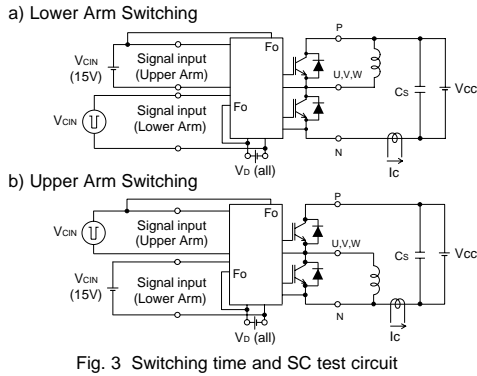 a) Lower Arm Switching
P
Fo
VCIN
(15V)
Signal input
(Upper Arm)
U,V,W
CS
VCC
Fo
VCIN
Signal input
(Lower Arm)
VD (all)
N
Ic
b) Upper Arm Switching
P
Fo
VCIN
Signal input
(Upper Arm)
U,V,W
CS
VCC
VCIN
(15V)
Signal input
(Lower Arm)
Fo
VD (all)
N
Ic
Fig. 3 Switching time and SC test circuit